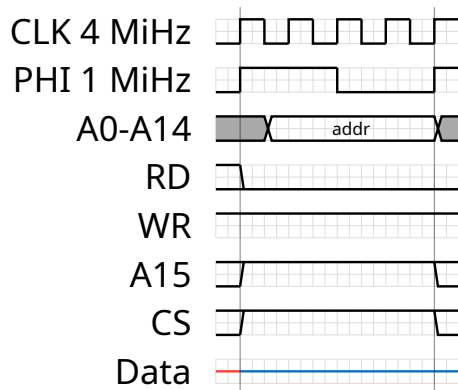 CLK 4 MiHz
PHI 1 MiHz
A0-A14 addr
RD
WR
A15
CS
Data